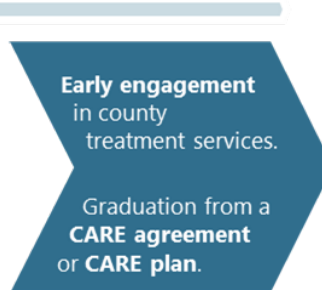 Early engagement
in county
treatment services.
Graduation from a
CARE agreement
or CARE plan.